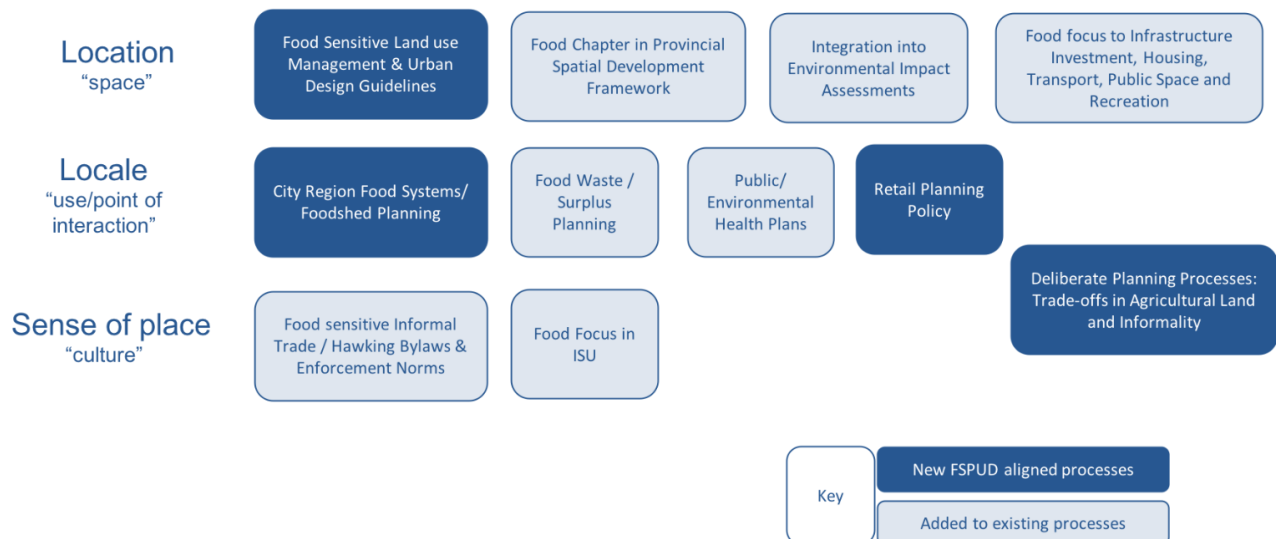 Location
“space”
Food Sensitive Land use
Management & Urban
Design Guidelines
Food Chapter in Provincial
Spatial Development
Framework
Integration into
Environmental Impact
Assessments
Food focus to Infrastructure
Investment, Housing,
Transport, Public Space and
Recreation
Locale
“use/point of
interaction”
City Region Food Systems/
Foodshed Planning
Food Waste /
Surplus
Planning
Public/
Environmental
Health Plans
Retail Planning
Policy
Deliberate Planning Processes:
Trade-offs in Agricultural Land
and Informality
Sense of place
“culture”
Food sensitive Informal
Trade / Hawking Bylaws &
Enforcement Norms
Food Focus in
ISU
Key
New FSPUD aligned processes
Added to existing processes